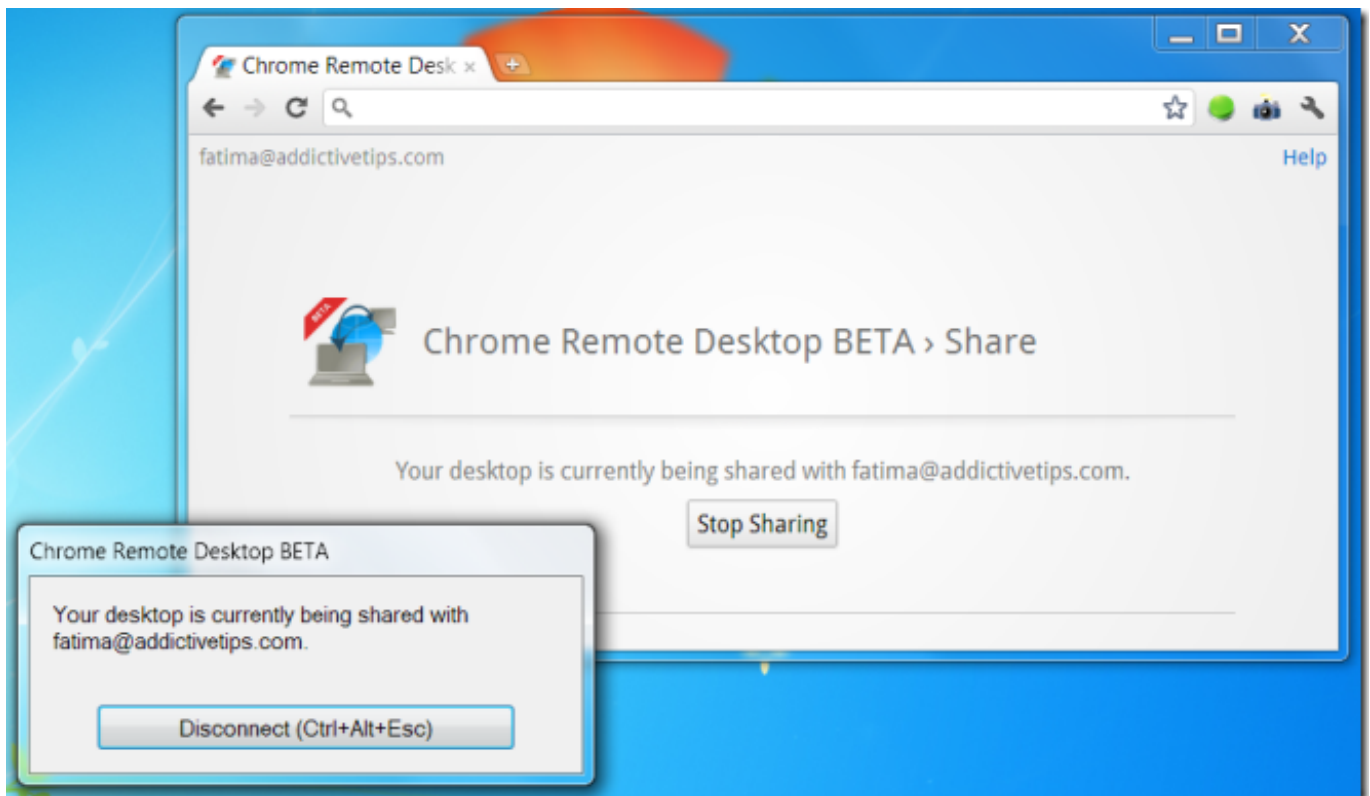 Chrome Remote Desk
fatima@addictivetips.com
Help
BETA
Chrome Remote Desktop BETA › Share
Your desktop is currently being shared with fatima@addictivetips.com.
Stop Sharing
Chrome Remote Desktop BETA
Your desktop is currently being shared with
fatima@addictivetips.com.
Disconnect (Ctrl+Alt+Esc)